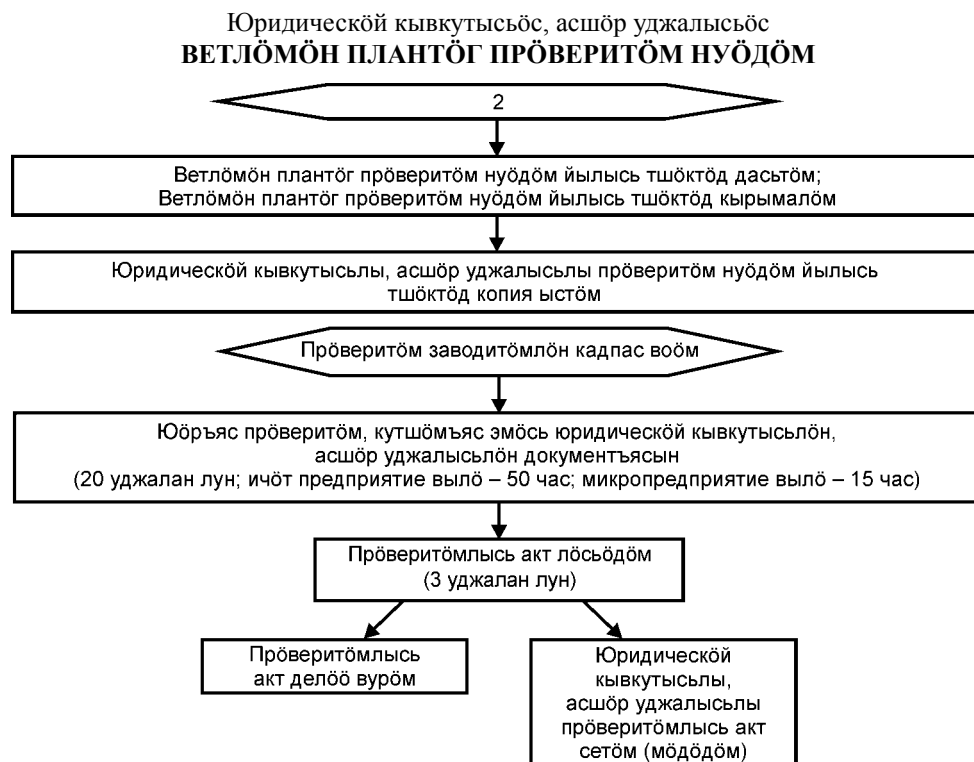 Юридическӧй кывкутысьӧс, асшӧр уджалысьӧс
ВЕТЛӦМӦН ПЛАНТӦГ ПРӦВЕРИТӦМ НУӦДӦМ
2
Ветлӧмӧн плантӧг прӧверитӧм нуӧдӧм йылысь тшӧктӧд дасьтӧм;
Ветлӧмӧн плантӧг прӧверитӧм нуӧдӧм йылысь тшӧктӧд кырымалӧм
Юридическӧй кывкутысьлы, асшӧр уджалысьлы прӧверитӧм нуӧдӧм йылысь
тшӧктӧд копия ыстӧм
Прӧверитӧм заводитӧмлӧн кадпас воӧм
Юӧръяс прӧверитӧм, кутшӧмъяс эмӧсь юридическӧй кывкутысьлӧн,
асшӧр уджалысьлӧн документъясын
(20 уджалан лун; ичӧт предприятие вылӧ – 50 час; микропредприятие вылӧ – 15 час)
Прӧверитӧмлысь акт лӧсьӧдӧм
(3 уджалан лун)
Прӧверитӧмлысь
акт делӧӧ вурӧм
Юридическӧй
кывкутысьлы,
асшӧр уджалысьлы
прӧверитӧмлысь акт
сетӧм (мӧдӧдӧм)